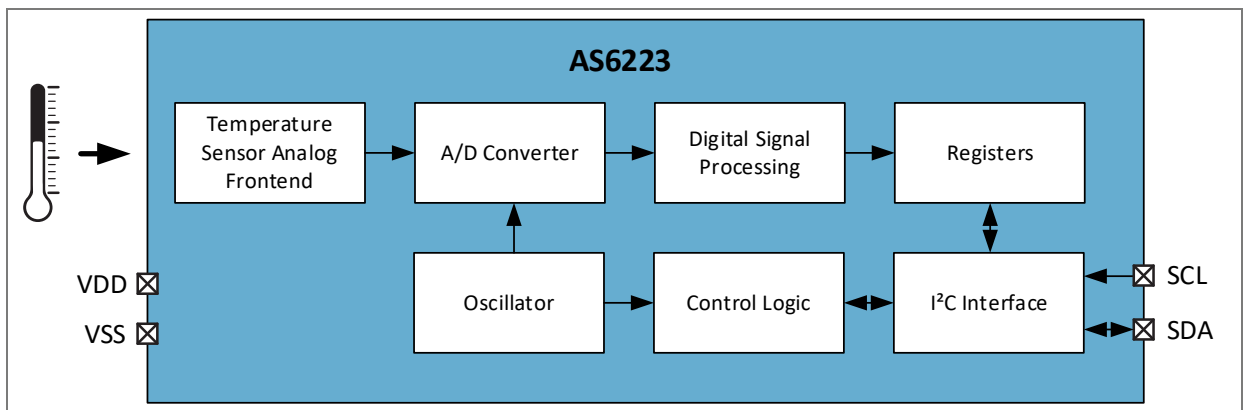 AS6223
Temperature
Sensor Analog
Frontend
A/D Converter
Digital Signal
Processing
Registers
VDD
VSS
Oscillator
Control Logic
I²C Interface
SCL
SDA